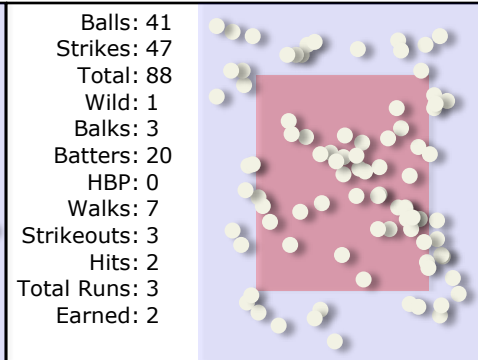 Balls: 41
Strikes: 47
Total: 88
Wild: 1
Balks: 3
Batters: 20
HBP: 0
Walks: 7
Strikeouts: 3
Hits: 2
Total Runs: 3
Earned: 2